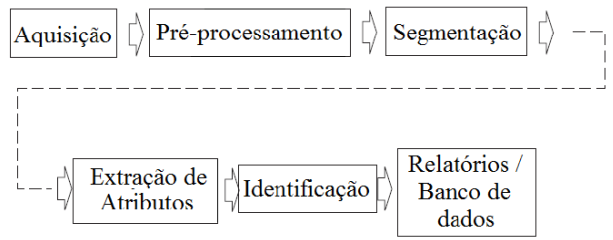 Aquisição
Pré-processamento
Segmentação
Extração de
Atributos
Identificação
Relatórios /
Banco de
dados